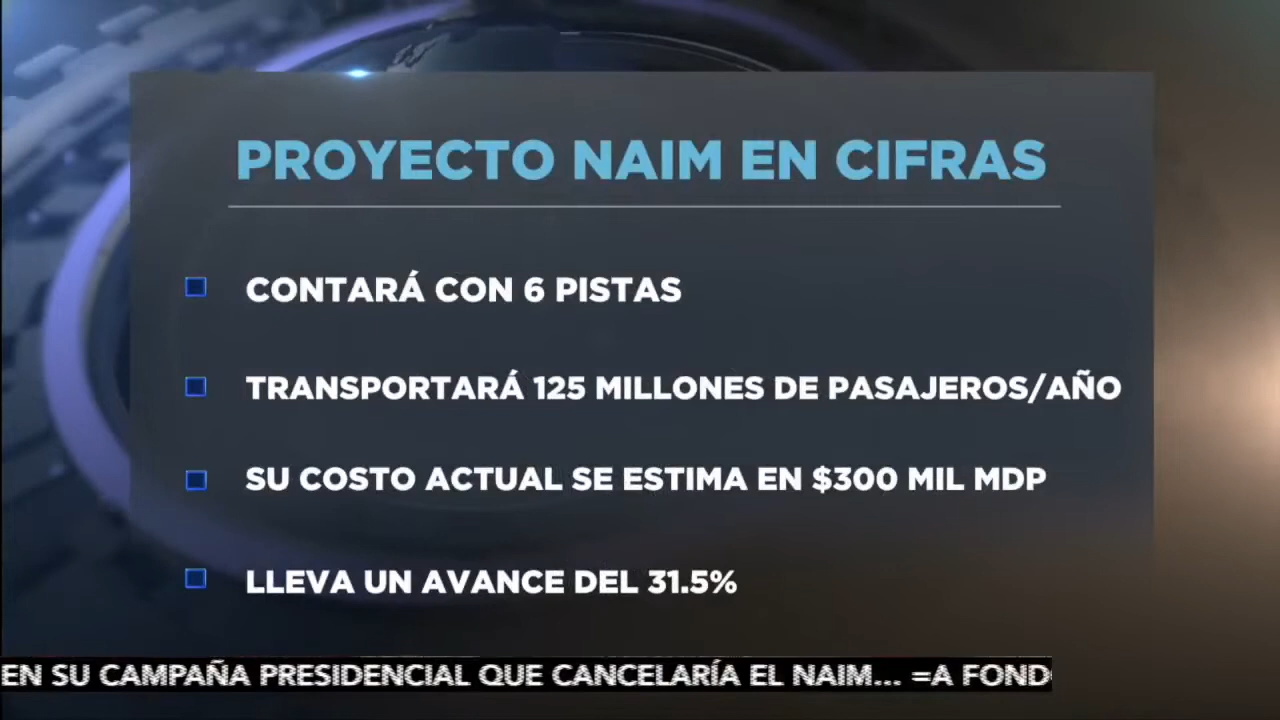 PROYECTO NAIM EN CIFRAS
CONTARÁ CON 6 PISTAS
TRANSPORTARÁ 125 MILLONES DE PASAJEROS/AÑO
SU COSTO ACTUAL SE ESTIMA EN $300 MIL MDP
LLEVA UN AVANCE DEL 31.5%
EN SU CAMPAÑA PRESIDENCIAL QUE CANCELARÍA EL NAIM... =A FOND